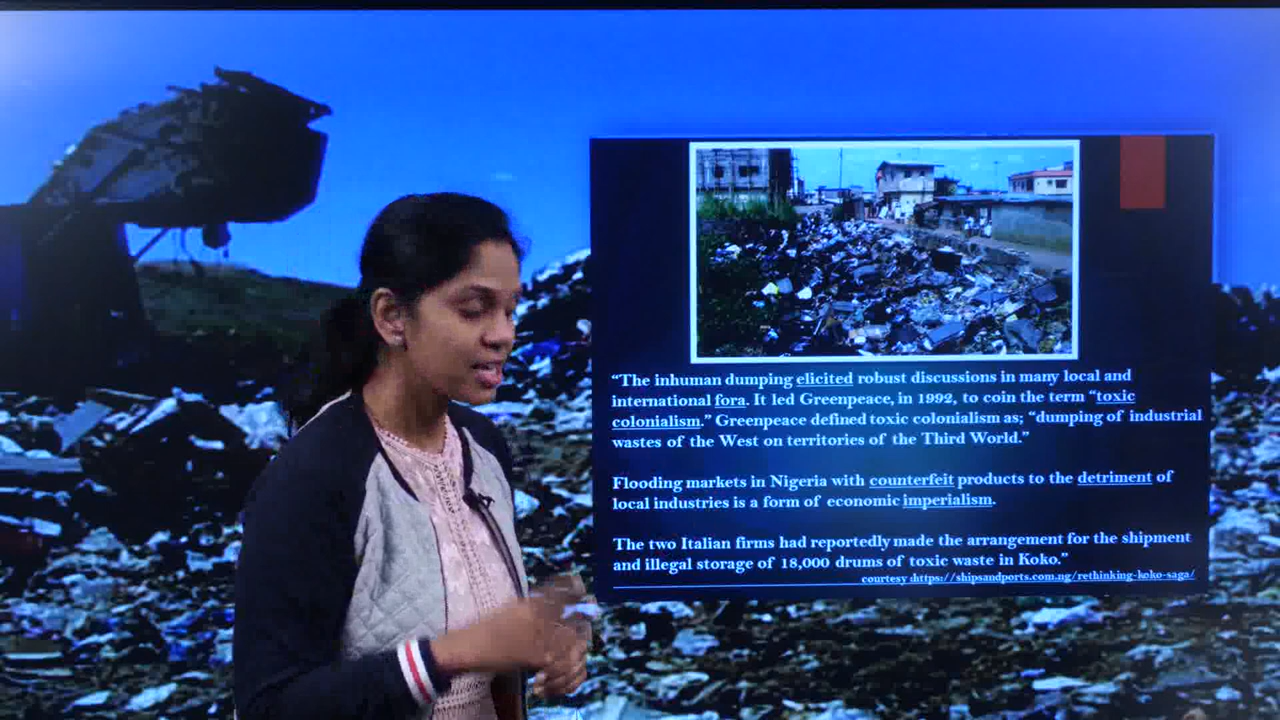 “The inhuman dumping elicited robust discussions in many local and
international fora. It led Greenpeace, in 1992, to coin the term “toxic
colonialism.” Greenpeace defined toxic colonialism as; “dumping of industrial
wastes of the West on territories of the Third World.”
Flooding markets in Nigeria with counterfeit products to the detriment of
local industries is a form of economic imperialism.
The two Italian firms had reportedly made the arrangement for the shipment
and illegal storage of 18,000 drums of toxic waste in Koko.”
courtesy :https://shipsandports.com.ng/rethinking-koko-saga/